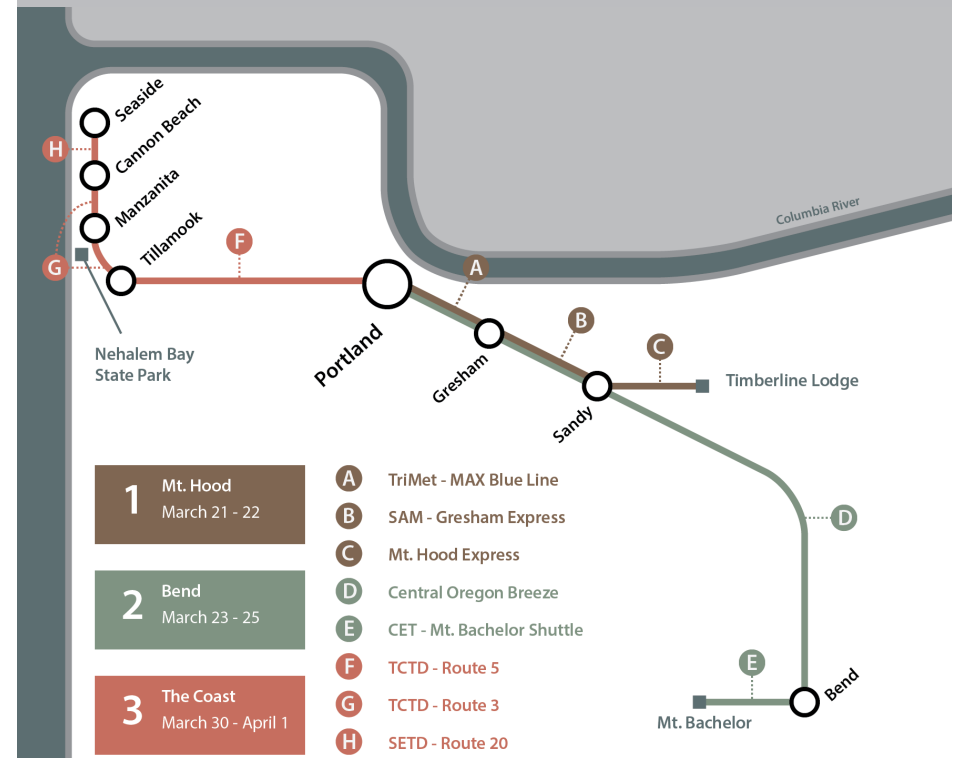 Seaside
Cannon Beach
H
Manzanita
Tillamook
G
F
Nehalem Bay
State Park
Columbia River
A
Portland
B
Gresham
C
Timberline Lodge
Sandy
D
E
Bend
Mt. Bachelor
1
Mt. Hood
March 21 - 22
2
Bend
March 23 - 25
3
The Coast
March 30 - April 1
A TriMet - MAX Blue Line
B SAM - Gresham Express
C Mt. Hood Express
D Central Oregon Breeze
E CET - Mt. Bachelor Shuttle
F TCTD - Route 5
G TCTD - Route 3
H SETD - Route 20